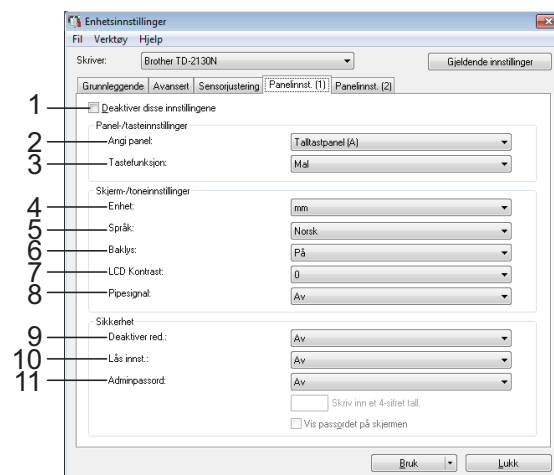 Enhetsinnstillinger
Fil Verktøy Hjelp
Skriver: Brother TD-2130N Gjeldende innstillinger
Grunnleggende Avansert Sensorjustering Panelinnst. (1) Panelinnst. (2)
1 Deaktiver disse innstillingene
Panel-/tasteinnstillinger
2 Angi panel: Talltastpanel (A)
3 Tastefunksjon: Mal
Skjerm-/toneinnstillinger
4 Enhet: mm
5 Språk: Norsk
6 Baklys: På
7 LCD Kontrast: 0
8 Pipesignal: Av
Sikkerhet
9 Deaktiver red.: Av
10 Lås innst.: Av
11 Adminpassord: Av
Skriv inn et 4-sifret tall.
Vis passordet på skjermen
Bruk Lukk